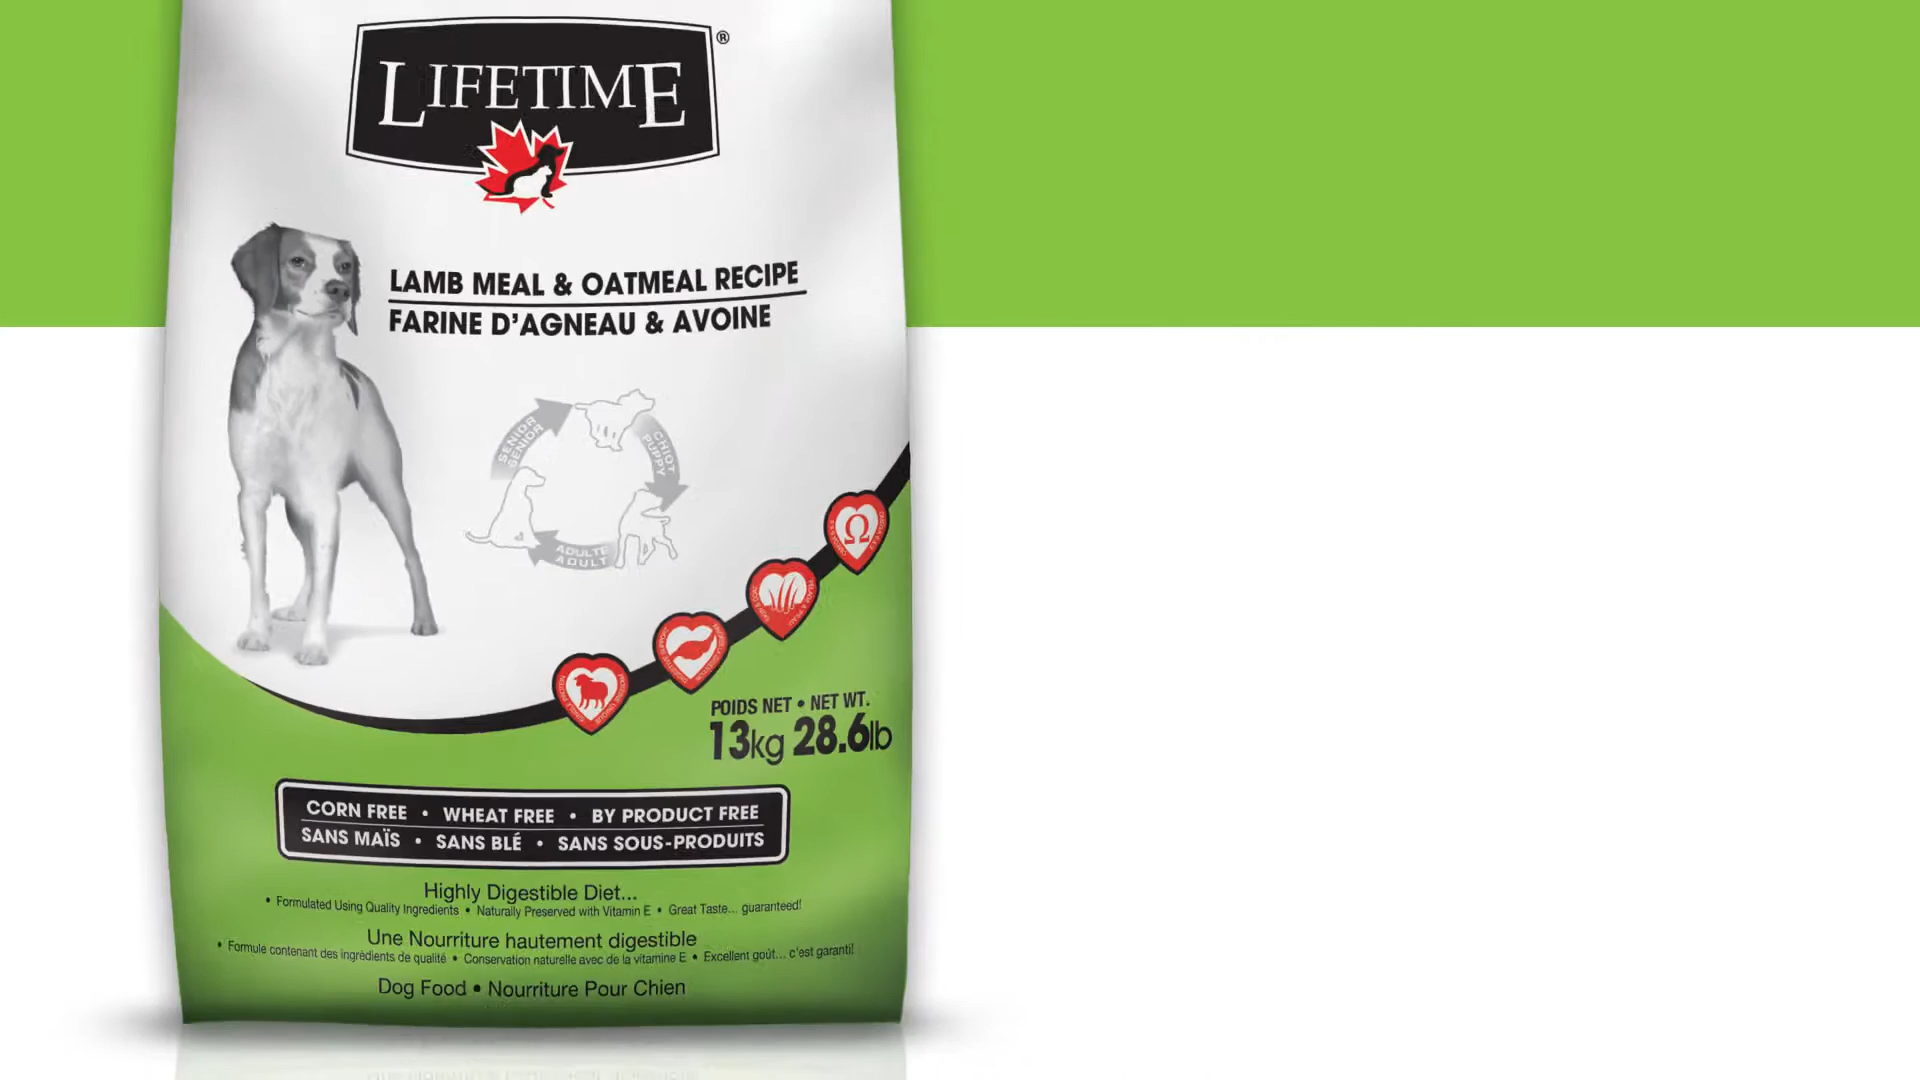 LIFETIME®
LAMB MEAL & OATMEAL RECIPE
FARINE D'AGNEAU & AVOINE
SENIOR
SENIOR
CHIOT
PUPPY
ADULTE
ADULT
Ω
POIDS NET • NET WT.
13kg 28.6lb
CORN FREE • WHEAT FREE • BY PRODUCT FREE
SANS MAÏS • SANS BLÉ • SANS SOUS-PRODUITS
Highly Digestible Diet...
• Formulated Using Quality Ingredients • Naturally Preserved with Vitamin E • Great Taste... guaranteed!
Une Nourriture hautement digestible
• Formule contenant des ingrédients de qualité • Conservation naturelle avec de la vitamine E • Excellent goût... c'est garanti!
Dog Food • Nourriture Pour Chien